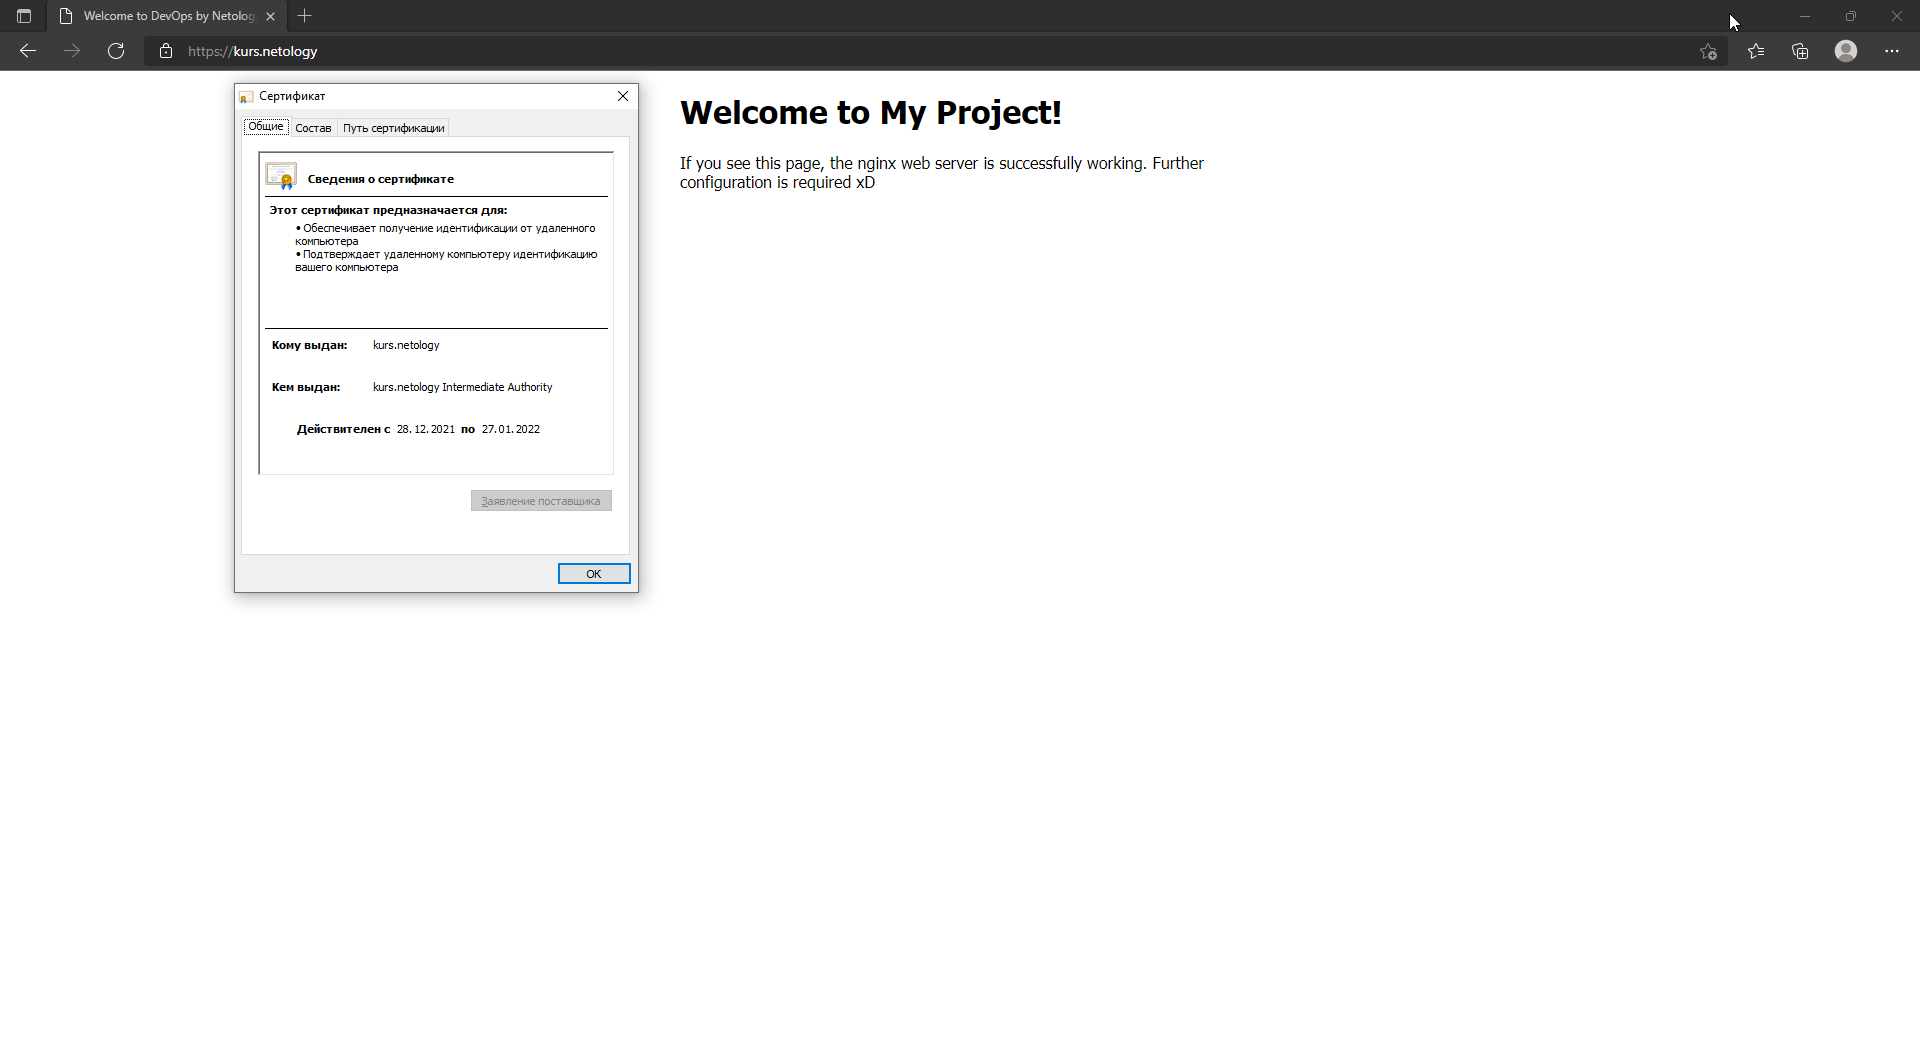 Welcome to DevOps by Netolog
https://kurs.netology
Сертификат
Общие Состав Путь сертификации
Сведения о сертификате
Этот сертификат предназначается для:
• Обеспечивает получение идентификации от удаленного
компьютера
• Подтверждает удаленному компьютеру идентификацию
вашего компьютера
Кому выдан: kurs.netology
Кем выдан: kurs.netology Intermediate Authority
Действителен с 28.12.2021 по 27.01.2022
Заявление поставщика
OK
Welcome to My Project!
If you see this page, the nginx web server is successfully working. Further
configuration is required xD